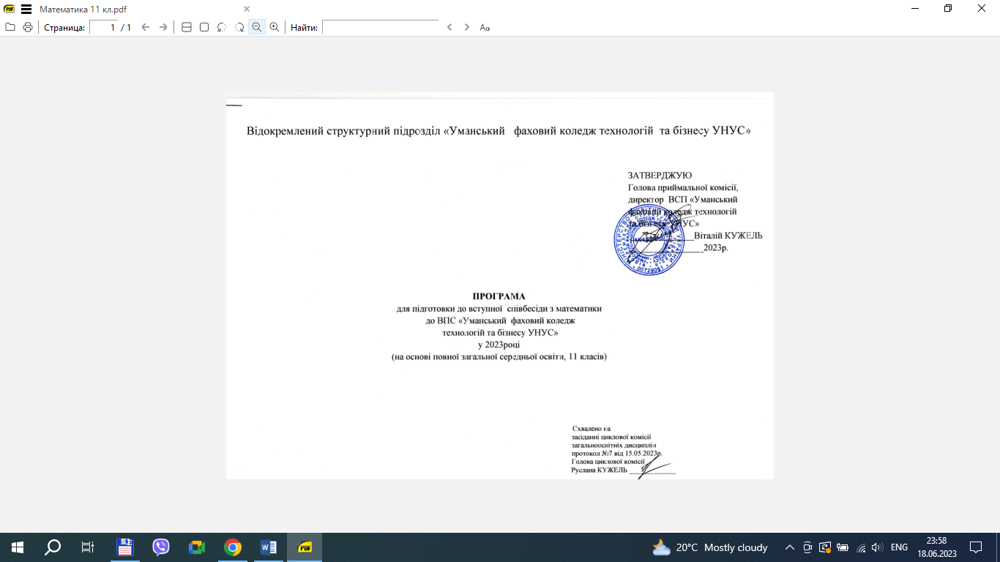 Математика 11 кл.pdf
Страница: 1 / 1
Найти:
Aa
Відокремлений структурний підрозділ «Уманський фаховий коледж технологій та бізнесу УНУС»
ЗАТВЕРДЖУЮ
Голова приймальної комісії,
директор ВСП «Уманський
фаховий коледж технологій
та бізнесу УНУС»
Віталій КУЖЕЛЬ
2023р.
00729051
ПРОГРАМА
для підготовки до вступної співбесіди з математики
до ВПС «Уманський фаховий коледж
технологій та бізнесу УНУС»
у 2023році
(на основі повної загальної середньої освіти, 11 класів)
Схвалено на
засіданні циклової комісії
загальноосвітніх дисциплін
протокол №7 від 15.05.2023р.
Голова циклової комісії
Руслана КУЖЕЛЬ
PDF
20°C Mostly cloudy
ENG
23:58
18.06.2023